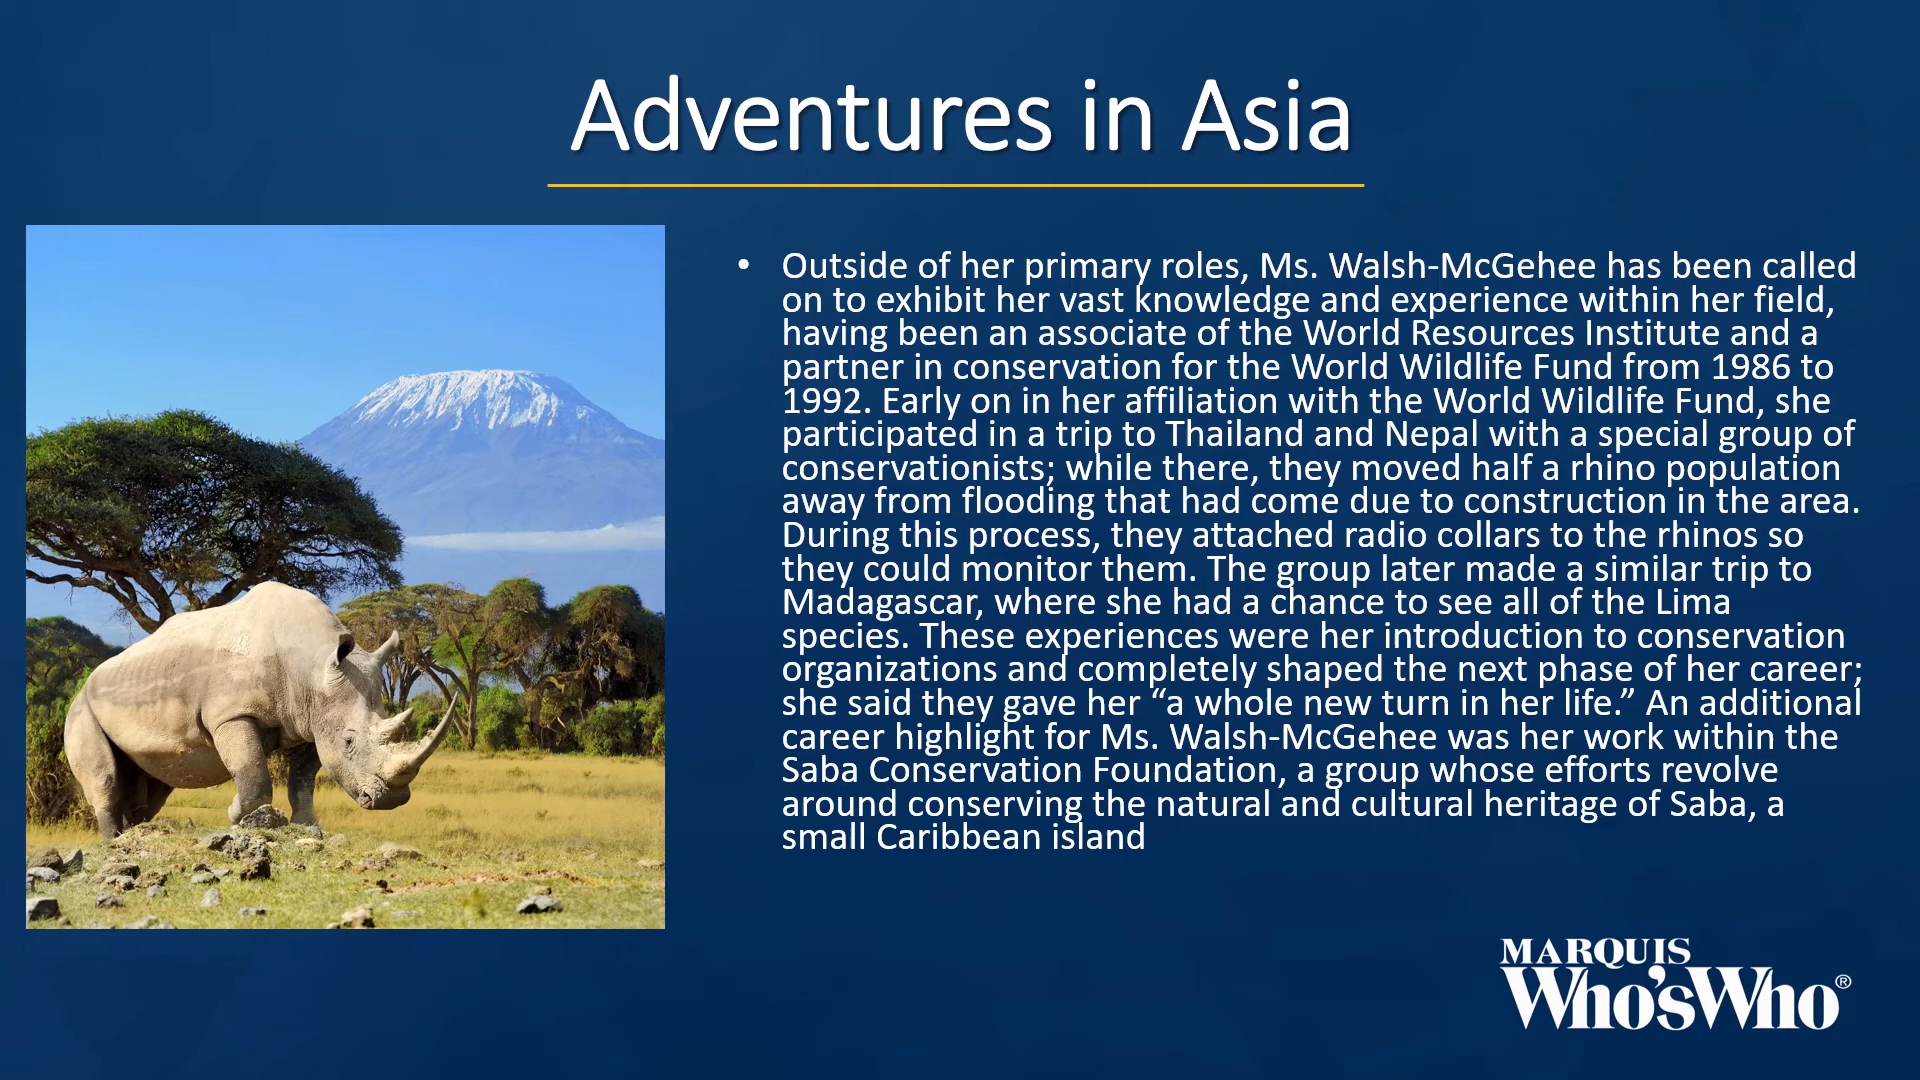 Adventures in Asia
• Outside of her primary roles, Ms. Walsh-McGehee has been called
on to exhibit her vast knowledge and experience within her field,
having been an associate of the World Resources Institute and a
partner in conservation for the World Wildlife Fund from 1986 to
1992. Early on in her affiliation with the World Wildlife Fund, she
participated in a trip to Thailand and Nepal with a special group of
conservationists; while there, they moved half a rhino population
away from flooding that had come due to construction in the area.
During this process, they attached radio collars to the rhinos so
they could monitor them. The group later made a similar trip to
Madagascar, where she had a chance to see all of the Lima
species. These experiences were her introduction to conservation
organizations and completely shaped the next phase of her career;
she said they gave her “a whole new turn in her life.” An additional
career highlight for Ms. Walsh-McGehee was her work within the
Saba Conservation Foundation, a group whose efforts revolve
around conserving the natural and cultural heritage of Saba, a
small Caribbean island
MARQUIS
Who'sWho®